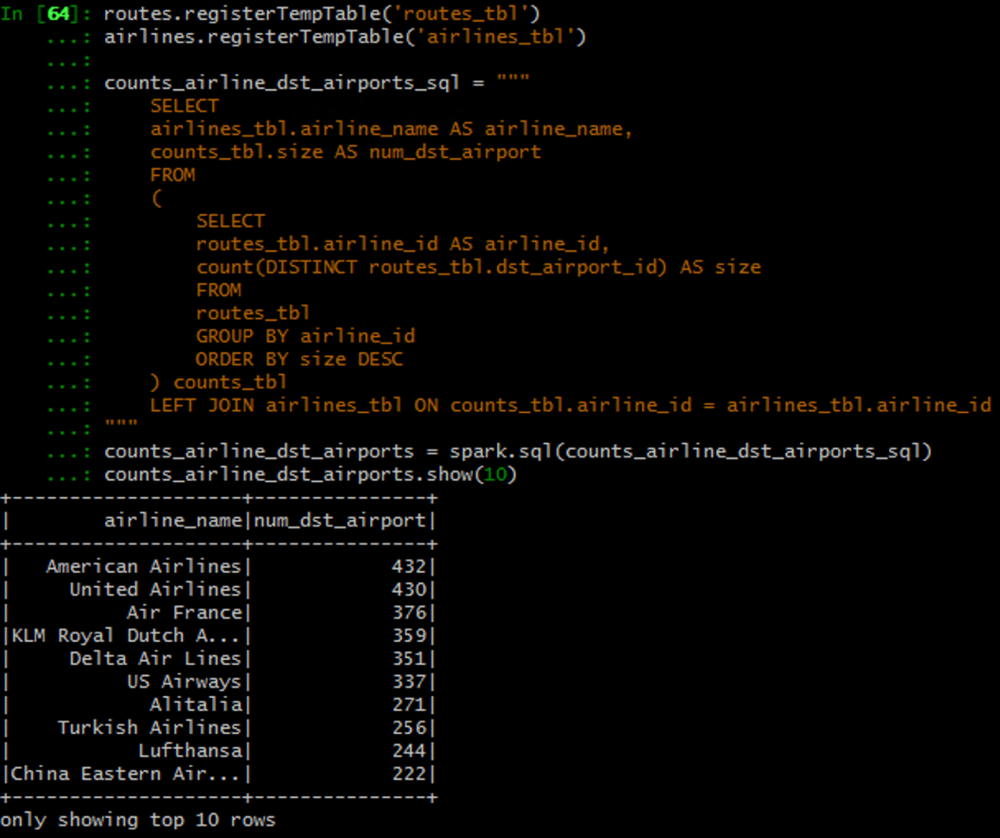 In [64]: routes.registerTempTable('routes_tbl')
    ...: airlines.registerTempTable('airlines_tbl')
    ...:
    ...: counts_airline_dst_airports_sql = """
    ...:     SELECT
    ...:     airlines_tbl.airline_name AS airline_name,
    ...:     counts_tbl.size AS num_dst_airport
    ...:     FROM
    ...:     (
    ...:         SELECT
    ...:         routes_tbl.airline_id AS airline_id,
    ...:         count(DISTINCT routes_tbl.dst_airport_id) AS size
    ...:         FROM
    ...:         routes_tbl
    ...:         GROUP BY airline_id
    ...:         ORDER BY size DESC
    ...:     ) counts_tbl
    ...:     LEFT JOIN airlines_tbl ON counts_tbl.airline_id = airlines_tbl.airline_id
    ...: """
    ...: counts_airline_dst_airports = spark.sql(counts_airline_dst_airports_sql)
    ...: counts_airline_dst_airports.show(10)
+--------------------+---------------+
|        airline_name|num_dst_airport|
+--------------------+---------------+
|   American Airlines|            432|
|     United Airlines|            430|
|          Air France|            376|
|KLM Royal Dutch A...|            359|
|     Delta Air Lines|            351|
|          US Airways|            337|
|            Alitalia|            271|
|    Turkish Airlines|            256|
|           Lufthansa|            244|
|China Eastern Air...|            222|
+--------------------+---------------+
only showing top 10 rows